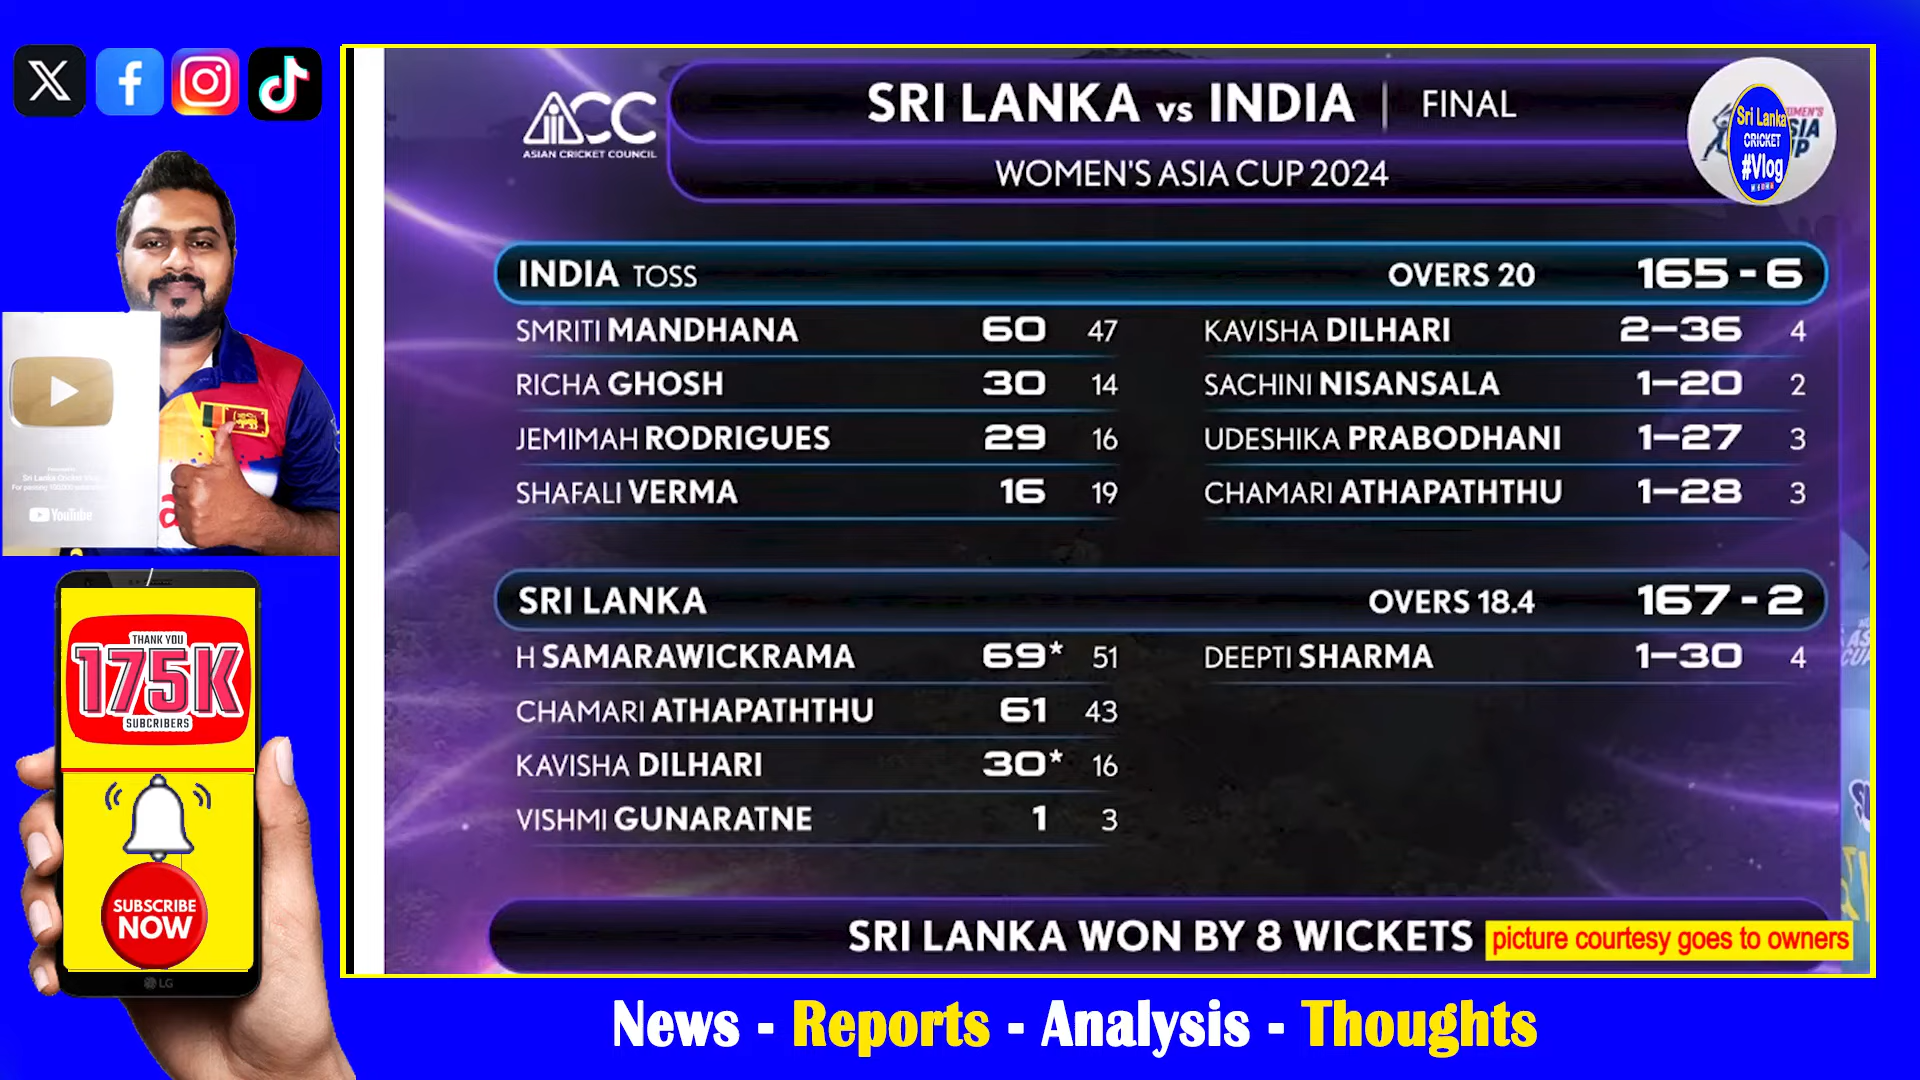 ACC
ASIAN CRICKET COUNCIL
SRI LANKA vs INDIA | FINAL
WOMEN'S ASIA CUP 2024
Sri Lanka
CRICKET
#Vlog
INDIA TOSS OVERS 20 165 - 6
SMRITI MANDHANA 60 47 KAVISHA DILHARI 2-36 4
RICHA GHOSH 30 14 SACHINI NISANSALA 1-20 2
JEMIMAH RODRIGUES 29 16 UDESHIKA PRABODHANI 1-27 3
SHAFALI VERMA 16 19 CHAMARI ATHAPATHTHU 1-28 3
SRI LANKA OVERS 18.4 167 - 2
H SAMARAWICKRAMA 69* 51 DEEPTI SHARMA 1-30 4
CHAMARI ATHAPATHTHU 61 43
KAVISHA DILHARI 30* 16
VISHMI GUNARATNE 1 3
SRI LANKA WON BY 8 WICKETS
picture courtesy goes to owners
Sri Lanka Cricket Vlog
YouTube
THANK YOU
175K
SUBCRIBERS
SUBSCRIBE
NOW
LG
News - Reports - Analysis - Thoughts